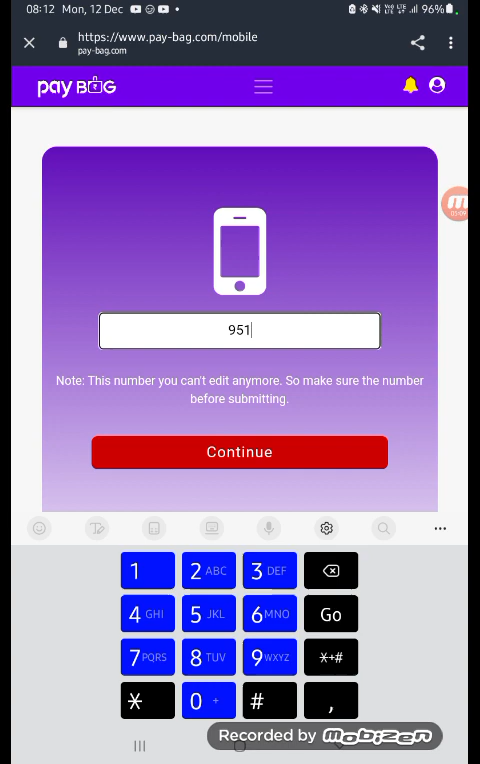 08:12 Mon, 12 Dec
96%
https://www.pay-bag.com/mobile
pay-bag.com
pay BAG
05:09
951
Note: This number you can't edit anymore. So make sure the number
before submitting.
Continue
1 2 ABC 3 DEF
4 GHI 5 JKL 6 MNO Go
7 PQRS 8 TUV 9 WXYZ *+#
* 0 + # ,
Recorded by MOBIZEN